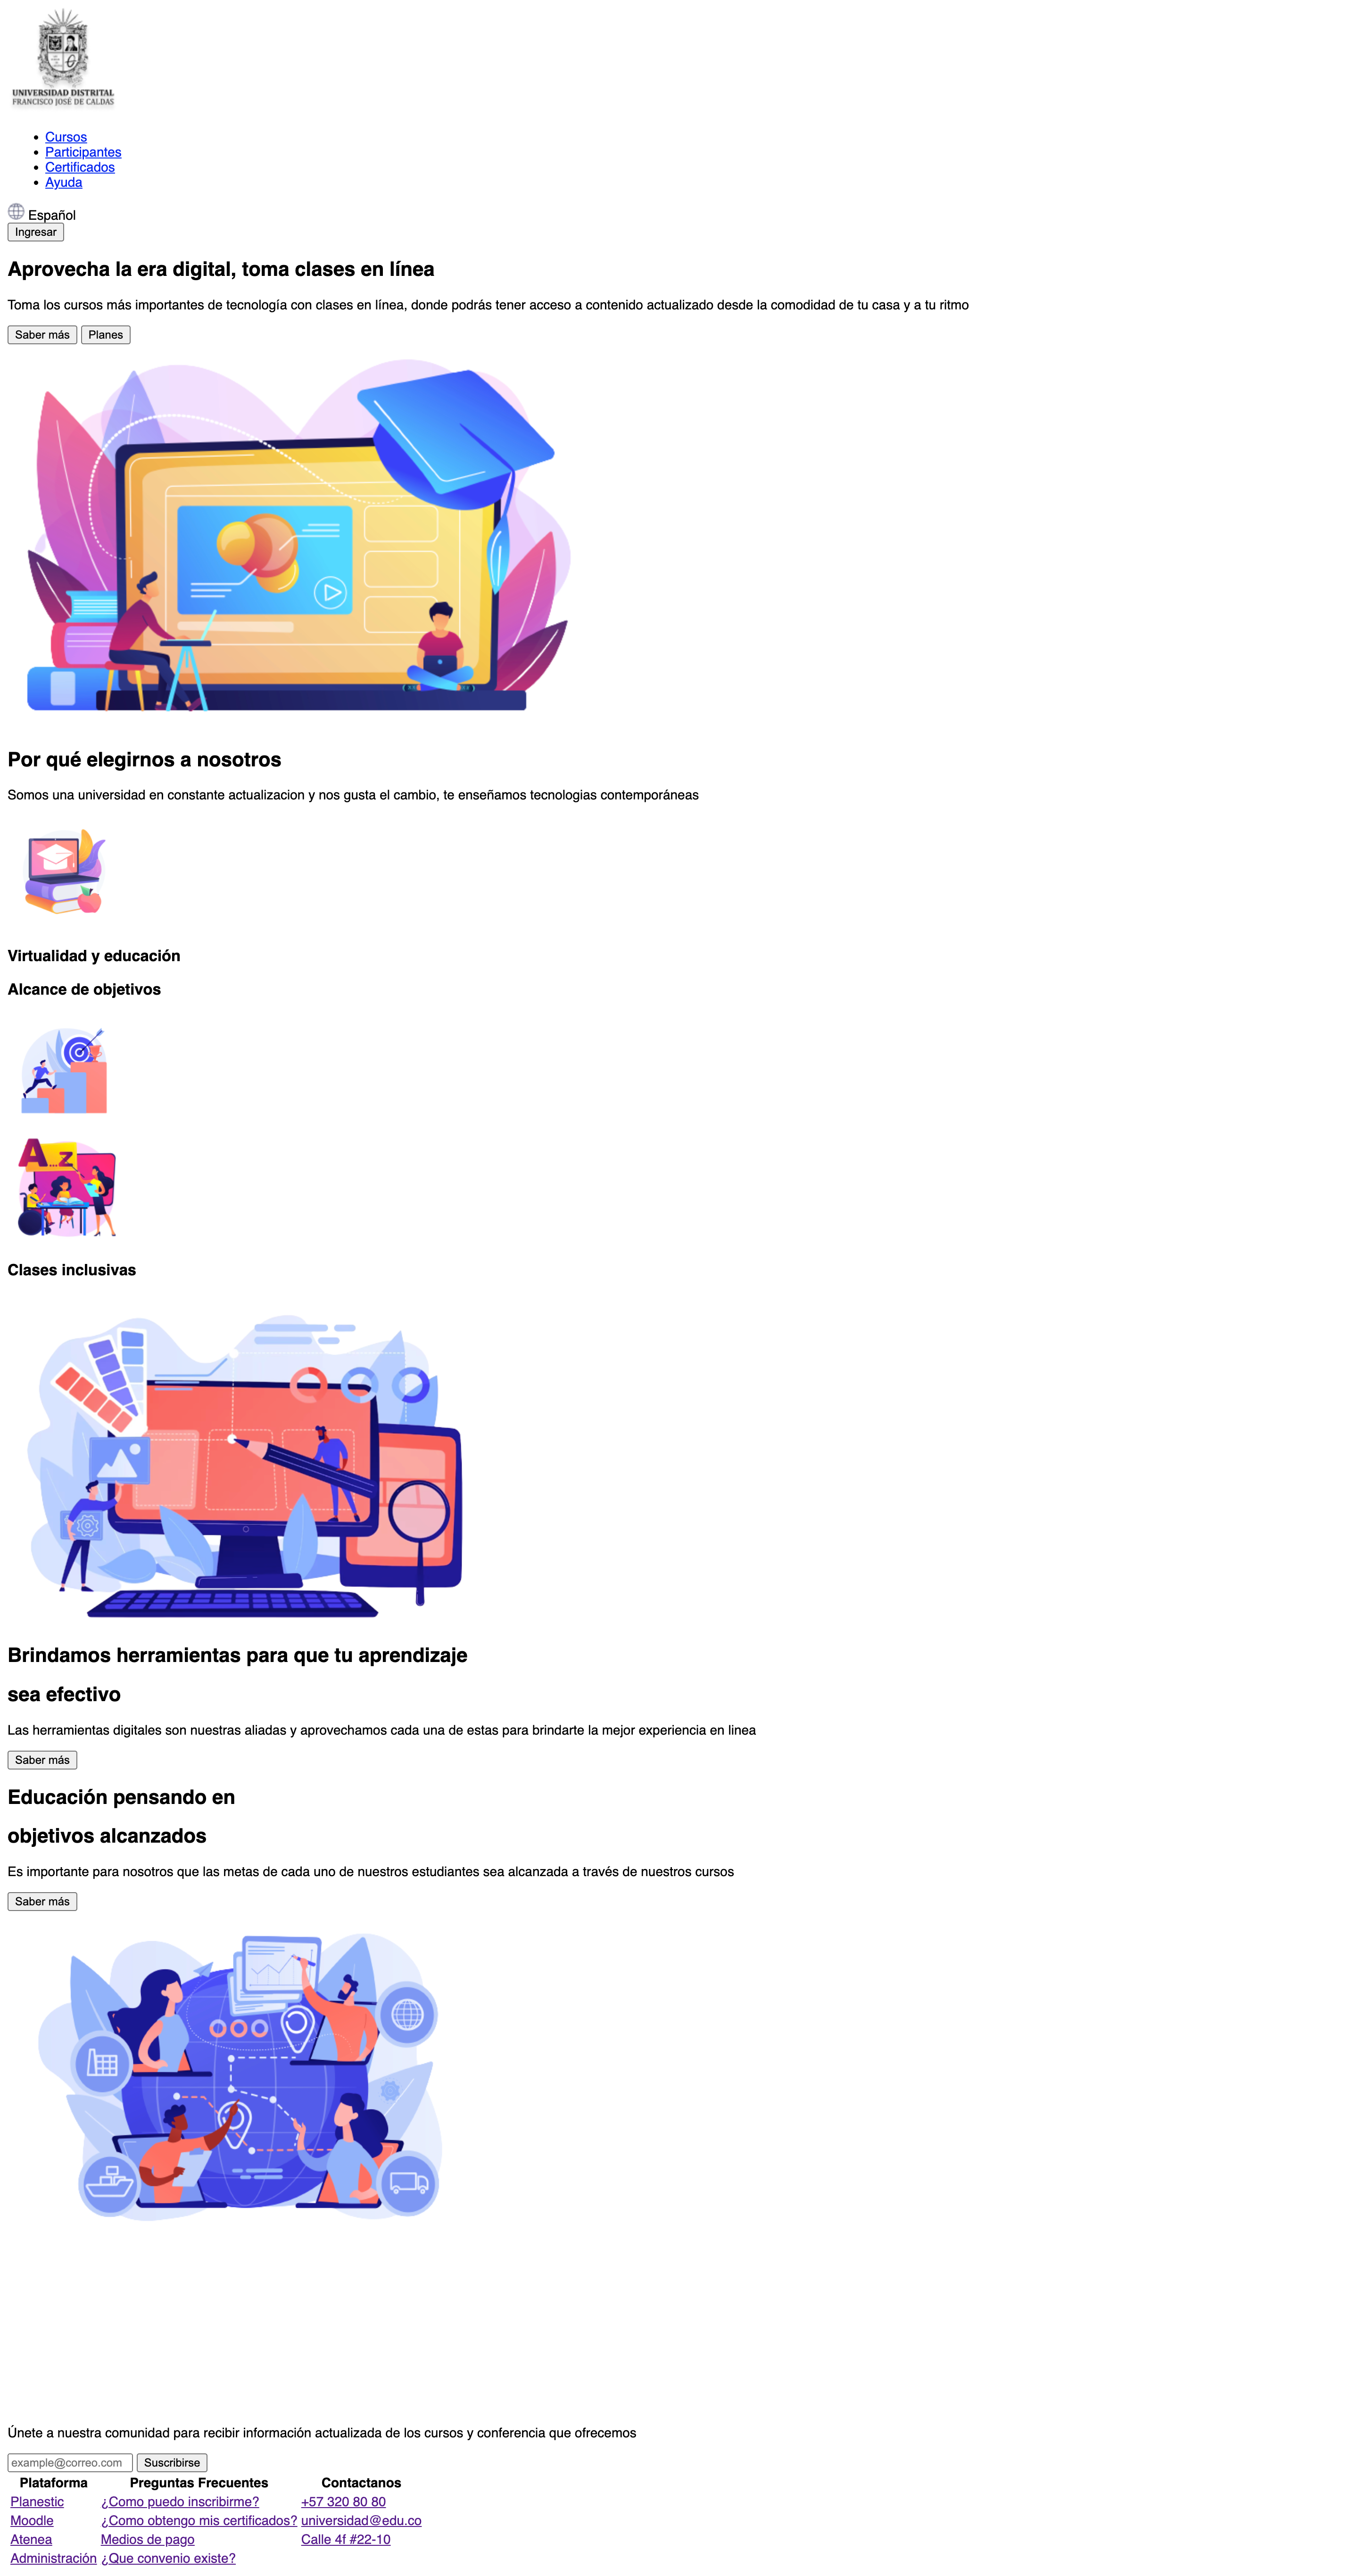 UNIVERSIDAD DISTRITAL
FRANCISCO JOSÉ DE CALDAS
Cursos
Participantes
Certificados
Ayuda
Español
Ingresar
Aprovecha la era digital, toma clases en línea
Toma los cursos más importantes de tecnología con clases en línea, donde podrás tener acceso a contenido actualizado desde la comodidad de tu casa y a tu ritmo
Saber más Planes
Por qué elegirnos a nosotros
Somos una universidad en constante actualizacion y nos gusta el cambio, te enseñamos tecnologias contemporáneas
Virtualidad y educación
Alcance de objetivos
A...z
Clases inclusivas
Brindamos herramientas para que tu aprendizaje
sea efectivo
Las herramientas digitales son nuestras aliadas y aprovechamos cada una de estas para brindarte la mejor experiencia en linea
Saber más
Educación pensando en
objetivos alcanzados
Es importante para nosotros que las metas de cada uno de nuestros estudiantes sea alcanzada a través de nuestros cursos
Saber más
Únete a nuestra comunidad para recibir información actualizada de los cursos y conferencia que ofrecemos
example@correo.com Suscribirse
Plataforma Preguntas Frecuentes Contactanos
Planestic ¿Como puedo inscribirme? +57 320 80 80
Moodle ¿Como obtengo mis certificados? universidad@edu.co
Atenea Medios de pago Calle 4f #22-10
Administración ¿Que convenio existe?